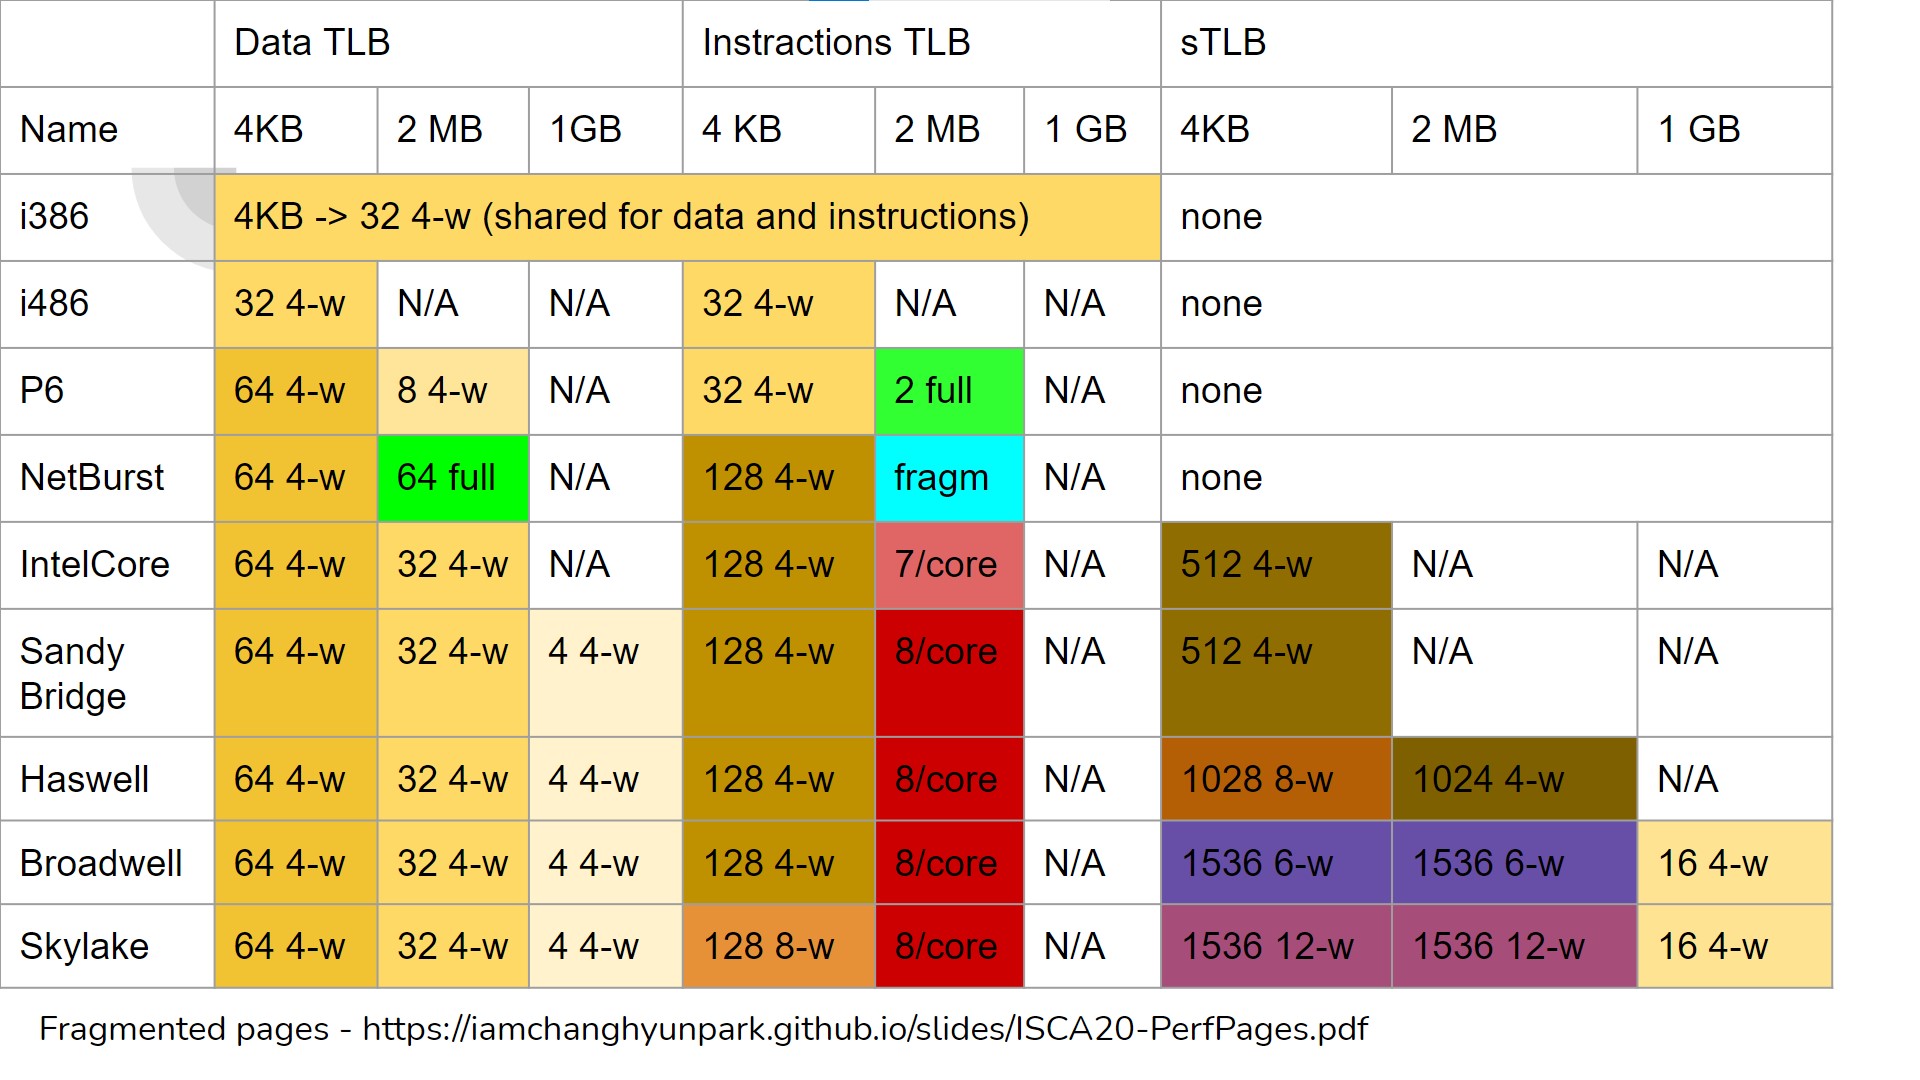 Data TLB Instractions TLB sTLB
Name 4KB 2 MB 1GB 4 KB 2 MB 1 GB 4KB 2 MB 1 GB
i386 4KB -> 32 4-w (shared for data and instructions) none
i486 32 4-w N/A N/A 32 4-w N/A N/A none
P6 64 4-w 8 4-w N/A 32 4-w 2 full N/A none
NetBurst 64 4-w 64 full N/A 128 4-w fragm N/A none
IntelCore 64 4-w 32 4-w N/A 128 4-w 7/core N/A 512 4-w N/A N/A
Sandy 64 4-w 32 4-w 4 4-w 128 4-w 8/core N/A 512 4-w N/A N/A
Bridge
Haswell 64 4-w 32 4-w 4 4-w 128 4-w 8/core N/A 1028 8-w 1024 4-w N/A
Broadwell 64 4-w 32 4-w 4 4-w 128 4-w 8/core N/A 1536 6-w 1536 6-w 16 4-w
Skylake 64 4-w 32 4-w 4 4-w 128 8-w 8/core N/A 1536 12-w 1536 12-w 16 4-w
Fragmented pages - https://iamchanghyunpark.github.io/slides/ISCA20-PerfPages.pdf